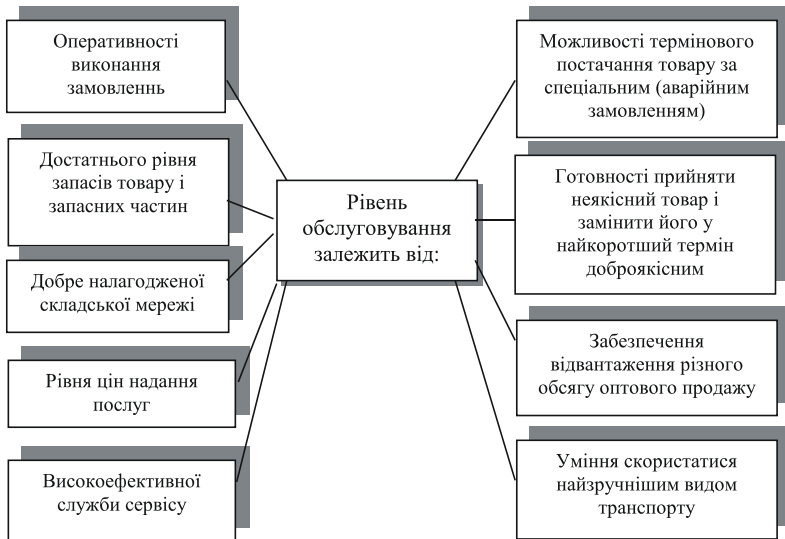 Оперативності
виконання
замовленнь
Достатнього рівня
запасів товару і
запасних частин
Добре налагодженої
складської мережі
Рівня цін надання
послуг
Високоефективної
служби сервісу
Рівень
обслуговування
залежить від:
Можливості термінового
постачання товару за
спеціальним (аварійним
замовленням)
Готовності прийняти
неякісний товар і
замінити його у
найкоротший термін
доброякісним
Забезпечення
відвантаження різного
обсягу оптового продажу
Уміння скористатися
найзручнішим видом
транспорту